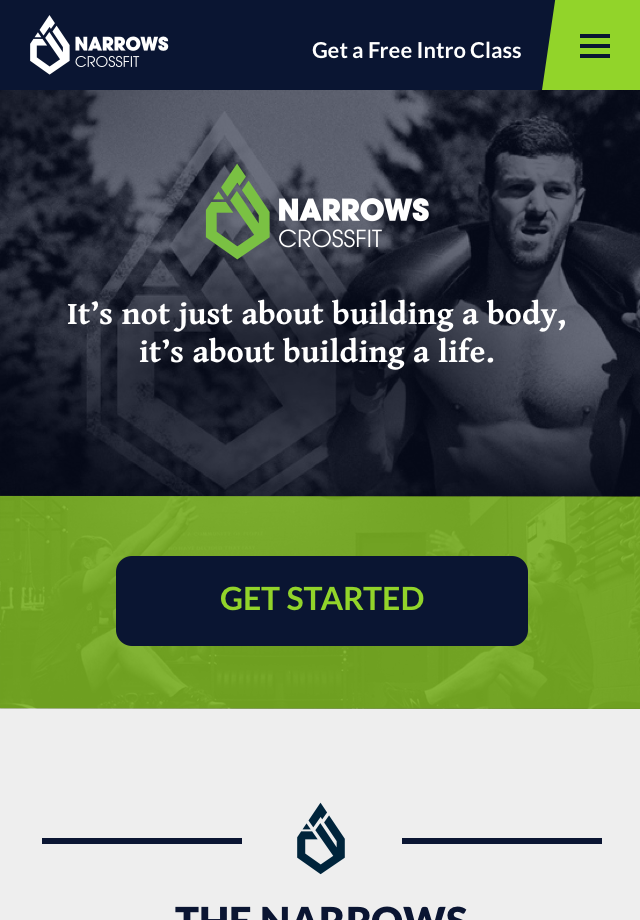 NARROWS
CROSSFIT
Get a Free Intro Class
NARROWS
CROSSFIT
It’s not just about building a body,
it’s about building a life.
GET STARTED
THE NARROWS